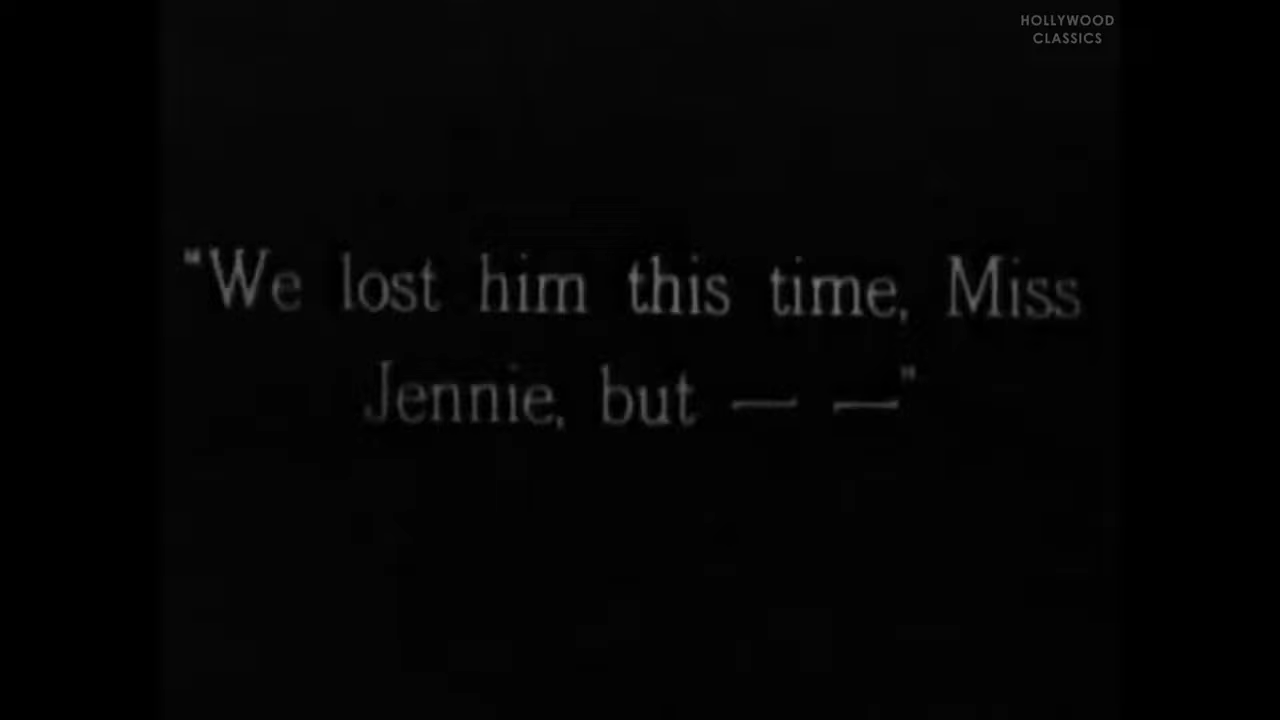 HOLLYWOOD
CLASSICS
"We lost him this time, Miss
Jennie, but — —"